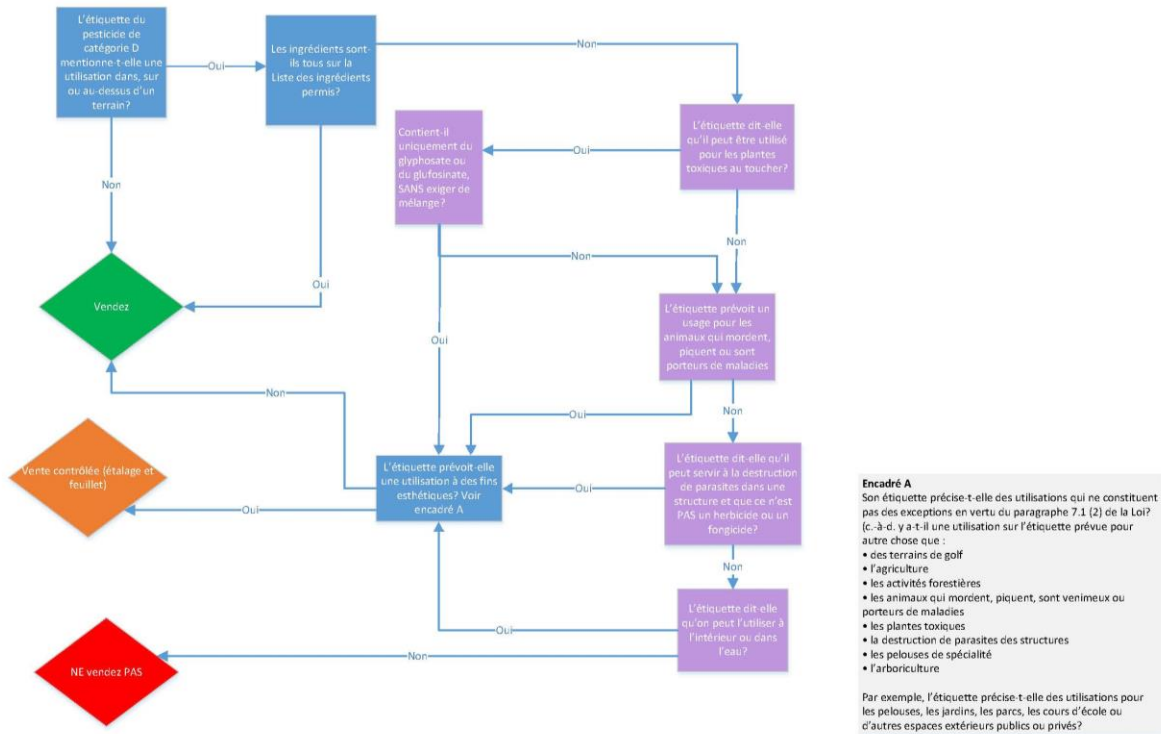 L'étiquette du
pesticide de
catégorie D
mentionne-t-elle une
utilisation dans, sur
ou au-dessus d'un
terrain?
Oui
Les ingrédients sont-
ils tous sur la
Liste des ingrédients
permis?
Non
L'étiquette dit-elle
qu'il peut être utilisé
pour les plantes
toxiques au toucher?
Oui
Contient-il
uniquement du
glyphosate ou
du glufosinate,
SANS exiger de
mélange?
Non
Oui
Non
Non
Vendez
Oui
L'étiquette prévoit un
usage pour les
animaux qui mordent,
piquent ou sont
porteurs de maladies
Non
Oui
Non
Vente contrôlée (étalage et
feuillet)
L'étiquette prévoit-elle
une utilisation à des fins
esthétiques? Voir
encadré A
Oui
Oui
L'étiquette dit-elle qu'il
peut servir à la destruction
de parasites dans une
structure et que ce n'est
PAS un herbicide ou un
fongicide?
Non
L'étiquette dit-elle
qu'on peut l'utiliser à
l'intérieur ou dans
l'eau?
Oui
Non
NE vendez PAS
Encadré A
Son étiquette précise-t-elle des utilisations qui ne constituent
pas des exceptions en vertu du paragraphe 7.1 (2) de la Loi?
(c.-à-d. y a-t-il une utilisation sur l'étiquette prévue pour
autre chose que :
• des terrains de golf
• l'agriculture
• les activités forestières
• les animaux qui mordent, piquent, sont venimeux ou
porteurs de maladies
• les plantes toxiques
• la destruction de parasites des structures
• les pelouses de spécialité
• l'arboriculture
Par exemple, l'étiquette précise-t-elle des utilisations pour
les pelouses, les jardins, les parcs, les cours d'école ou
d'autres espaces extérieurs publics ou privés?